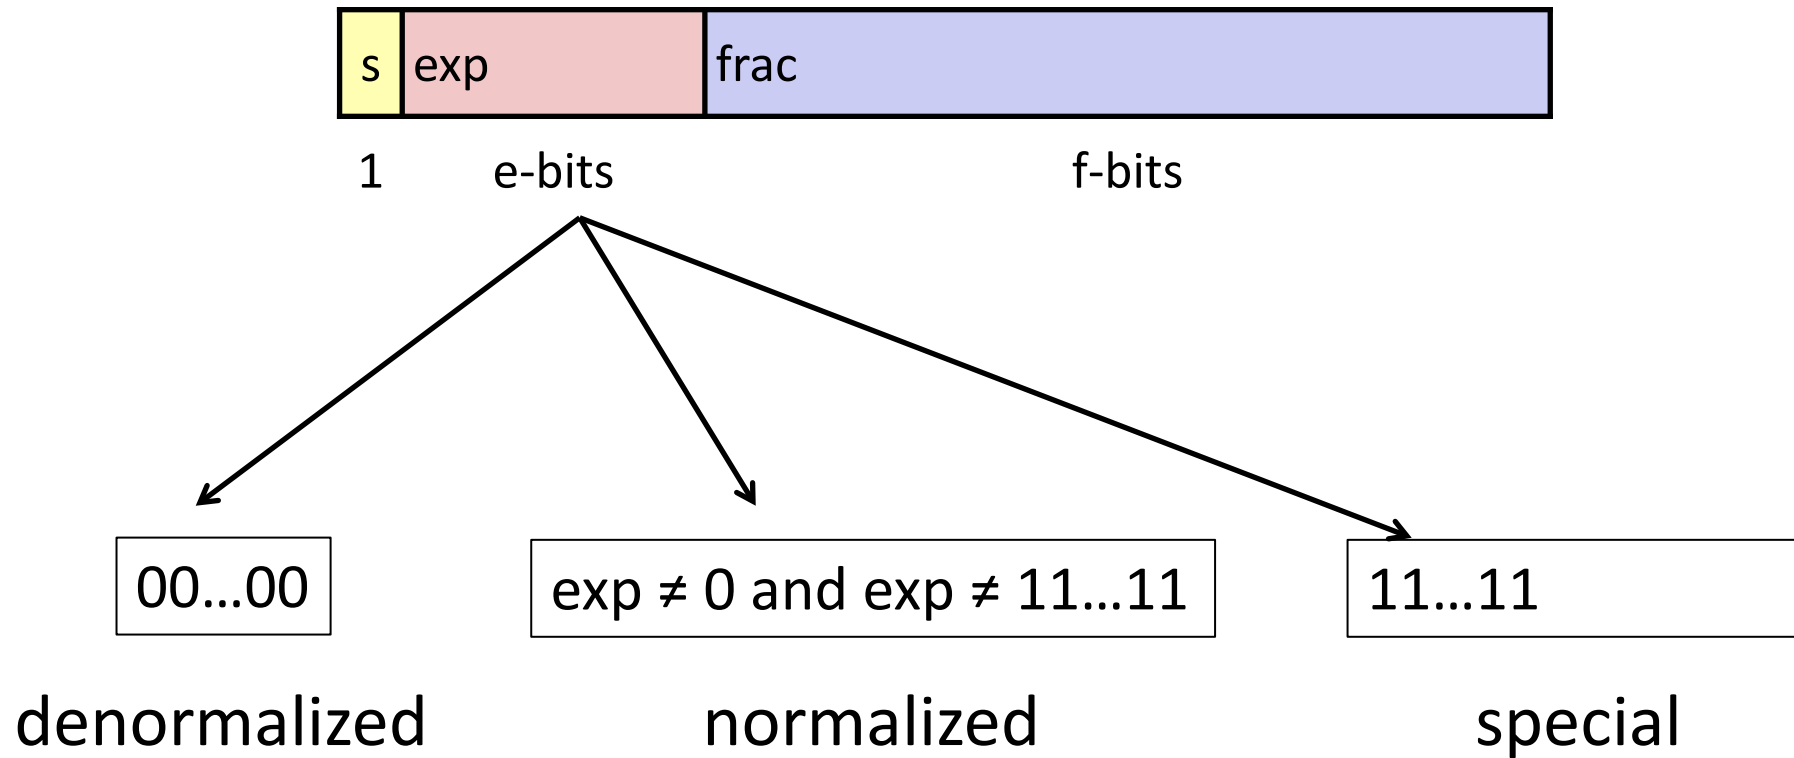 s exp frac
1 e-bits f-bits
00…00 exp ≠ 0 and exp ≠ 11…11 11…11
denormalized normalized special